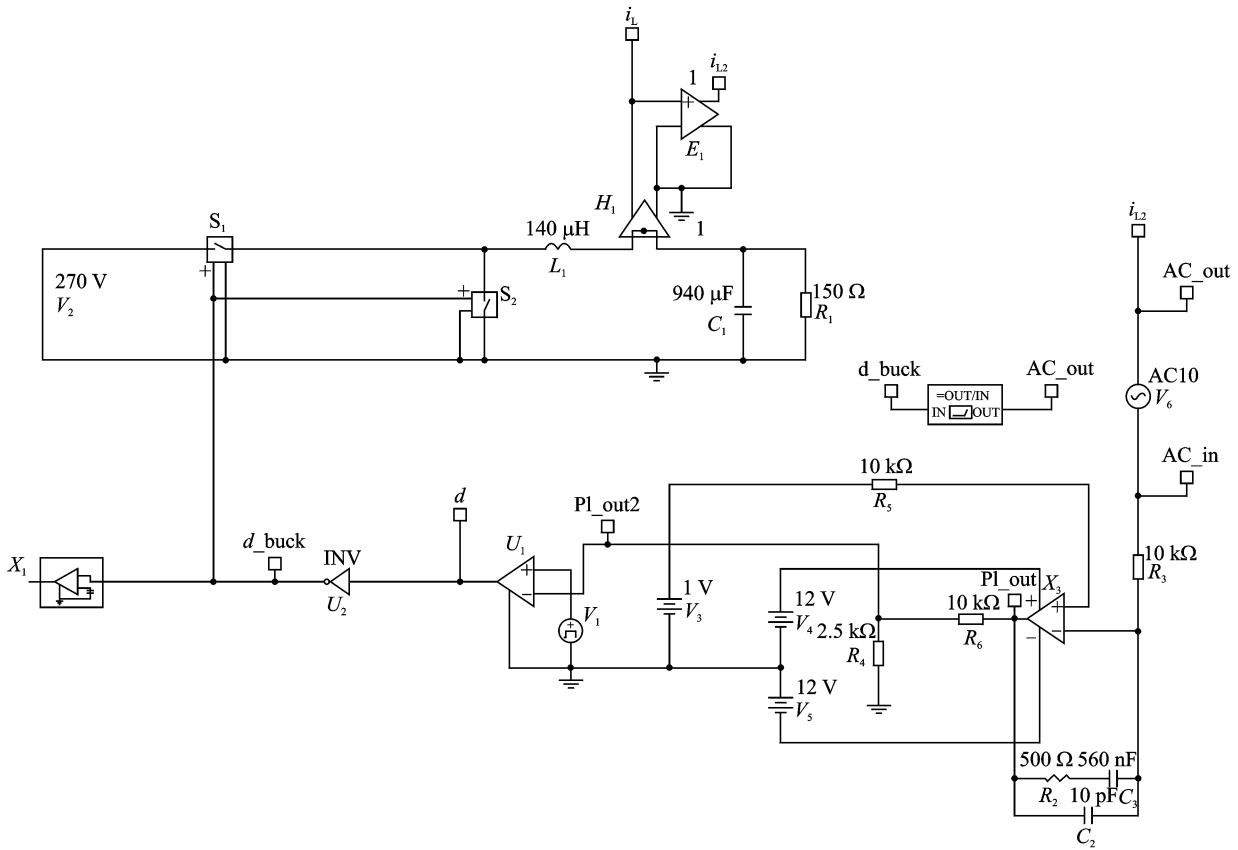 i_L
i_L2
1
E_1
H_1
1
S_1
+
270 V
V_2
140 μH
L_1
+
S_2
940 μF
C_1
150 Ω
R_1
i_L2
AC_out
AC10
V_6
d_buck
AC_out
=OUT/IN
IN OUT
AC_in
10 kΩ
R_5
10 kΩ
R_3
Pl_out2
d
d_buck
INV
U_2
X_1
U_1
+
−
V_1
+
1 V
V_3
12 V
V_4
2.5 kΩ
R_4
12 V
V_5
10 kΩ
R_6
Pl_out
X_3
+
+
−
−
500 Ω 560 nF
R_2 10 pF C_3
C_2